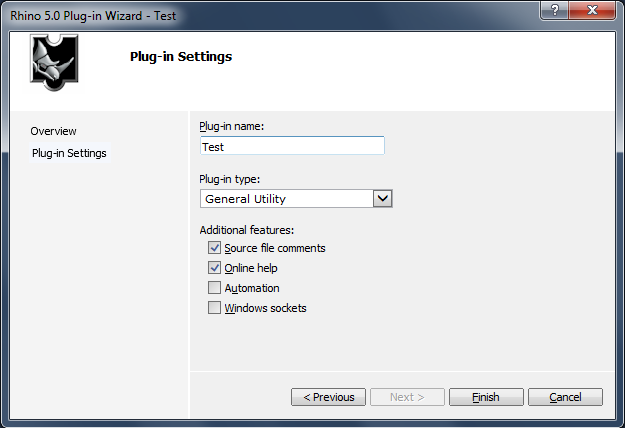 Rhino 5.0 Plug-in Wizard - Test
?
Plug-in Settings
Overview
Plug-in Settings
Plug-in name:
Test
Plug-in type:
General Utility
Additional features:
Source file comments
Online help
Automation
Windows sockets
< Previous Next > Finish Cancel